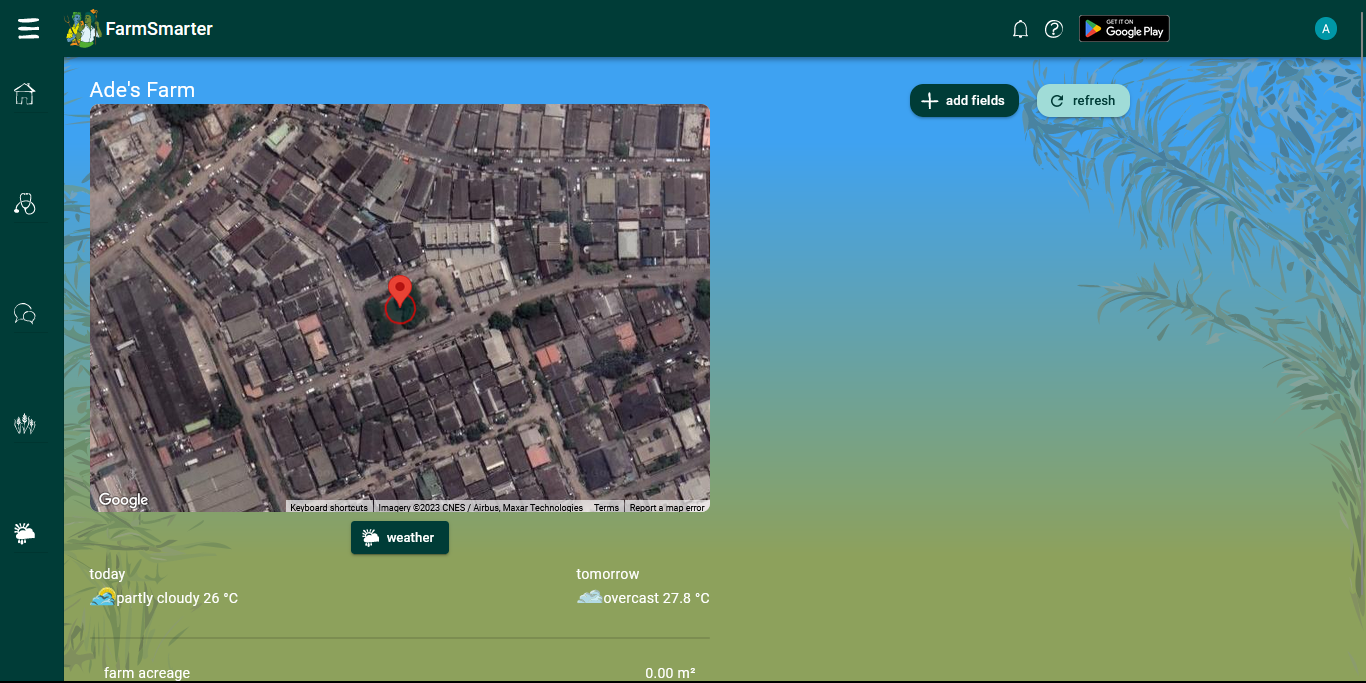 FarmSmarter
GET IT ON
Google Play
A
Ade's Farm
add fields
refresh
Google
Keyboard shortcuts
Imagery ©2023 CNES / Airbus, Maxar Technologies
Terms
Report a map error
weather
today
tomorrow
partly cloudy 26 °C
overcast 27.8 °C
farm acreage
0.00 m²